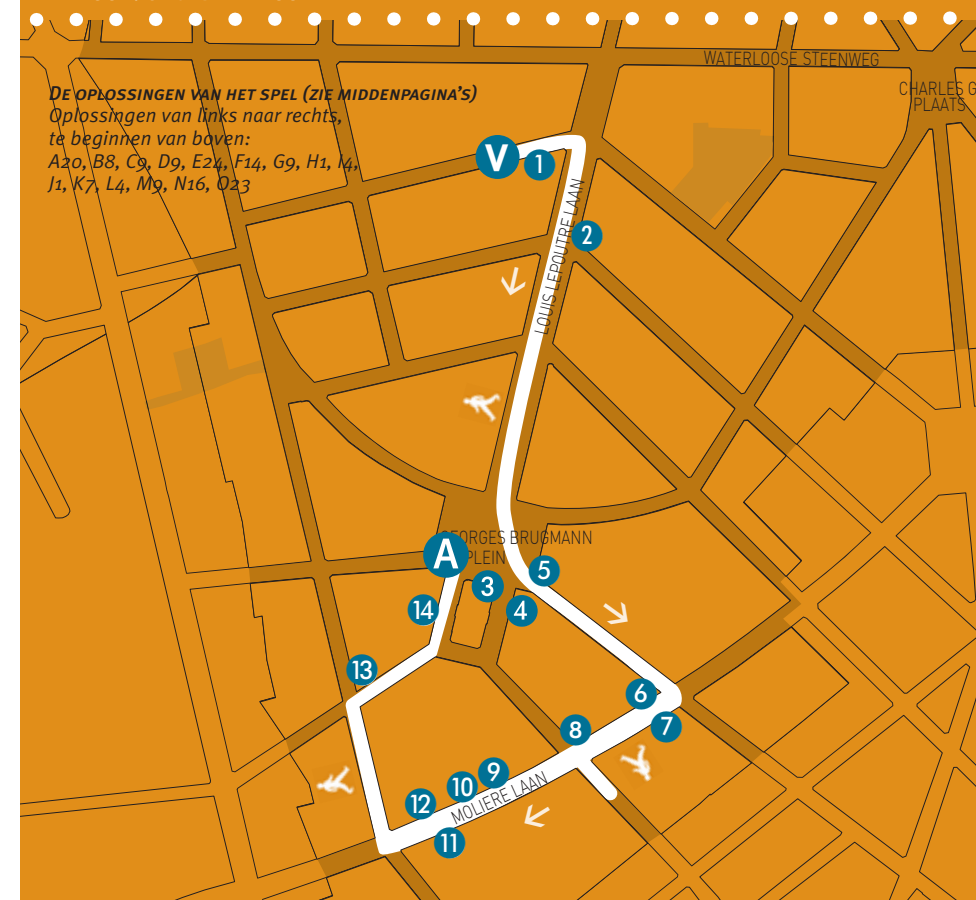 WATERLOOSE STEENWEG
CHARLES G
PLAATS
DE OPLOSSINGEN VAN HET SPEL (ZIE MIDDENPAGINA'S)
Oplossingen van links naar rechts,
te beginnen van boven:
A20, B8, C9, D9, E24, F14, G9, H1, I4,
J1, K7, L4, M9, N16, O23
V
1
2
LOUIS LEPOUTRE LAAN
GEORGES BRUGMANN
PLEIN
A
3
5
4
14
13
6
7
8
9
10
12
11
MOLIERE LAAN